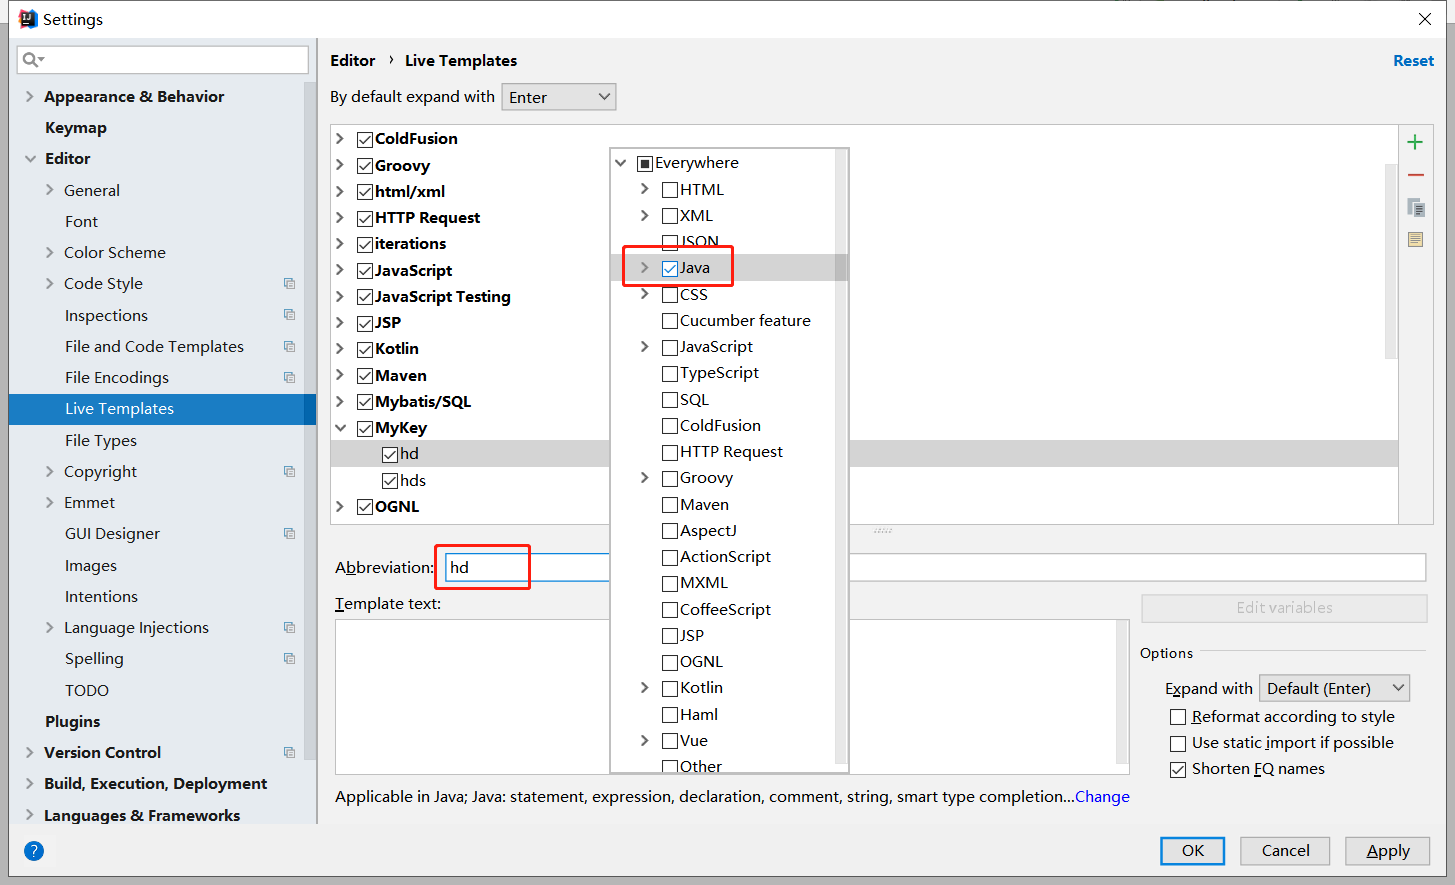 Settings
Appearance & Behavior
Keymap
Editor
General
Font
Color Scheme
Code Style
Inspections
File and Code Templates
File Encodings
Live Templates
File Types
Copyright
Emmet
GUI Designer
Images
Intentions
Language Injections
Spelling
TODO
Plugins
Version Control
Build, Execution, Deployment
Languages & Frameworks
Editor › Live Templates
Reset
By default expand with Enter
ColdFusion
Groovy
html/xml
HTTP Request
iterations
JavaScript
JavaScript Testing
JSP
Kotlin
Maven
Mybatis/SQL
MyKey
hd
hds
OGNL
Everywhere
HTML
XML
JSON
Java
CSS
Cucumber feature
JavaScript
TypeScript
SQL
ColdFusion
HTTP Request
Groovy
Maven
AspectJ
ActionScript
MXML
CoffeeScript
JSP
OGNL
Kotlin
Haml
Vue
Other
Abbreviation: hd
Template text:
Edit variables
Options
Expand with Default (Enter)
Reformat according to style
Use static import if possible
Shorten FQ names
Applicable in Java; Java: statement, expression, declaration, comment, string, smart type completion...Change
?
OK
Cancel
Apply